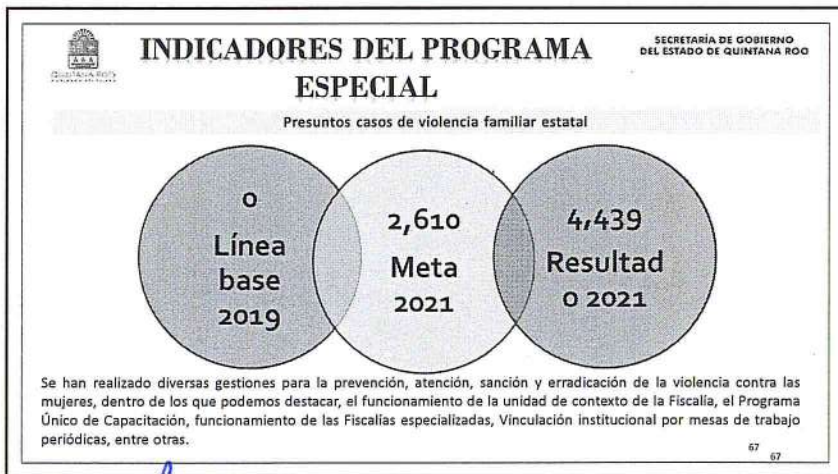 INDICADORES DEL PROGRAMA
ESPECIAL
SECRETARÍA DE GOBIERNO
DEL ESTADO DE QUINTANA ROO
QUINTANA ROO
Presuntos casos de violencia familiar estatal
0
Línea
base
2019
2,610
Meta
2021
4,439
Resultad
o 2021
Se han realizado diversas gestiones para la prevención, atención, sanción y erradicación de la violencia contra las
mujeres, dentro de los que podemos destacar, el funcionamiento de la unidad de contexto de la Fiscalía, el Programa
Único de Capacitación, funcionamiento de las Fiscalías especializadas, Vinculación institucional por mesas de trabajo
periódicas, entre otras.
67
67